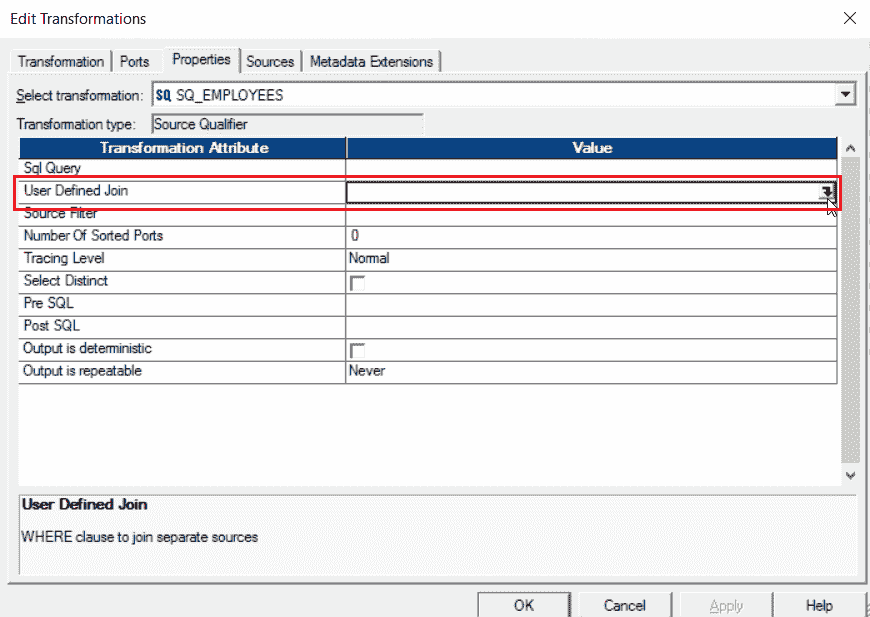 Edit Transformations
Transformation Ports Properties Sources Metadata Extensions
Select transformation: SQ SQ_EMPLOYEES
Transformation type: Source Qualifier
Transformation Attribute Value
Sql Query
User Defined Join
Source Filter
Number Of Sorted Ports 0
Tracing Level Normal
Select Distinct
Pre SQL
Post SQL
Output is deterministic
Output is repeatable Never
User Defined Join
WHERE clause to join separate sources
OK Cancel Apply Help